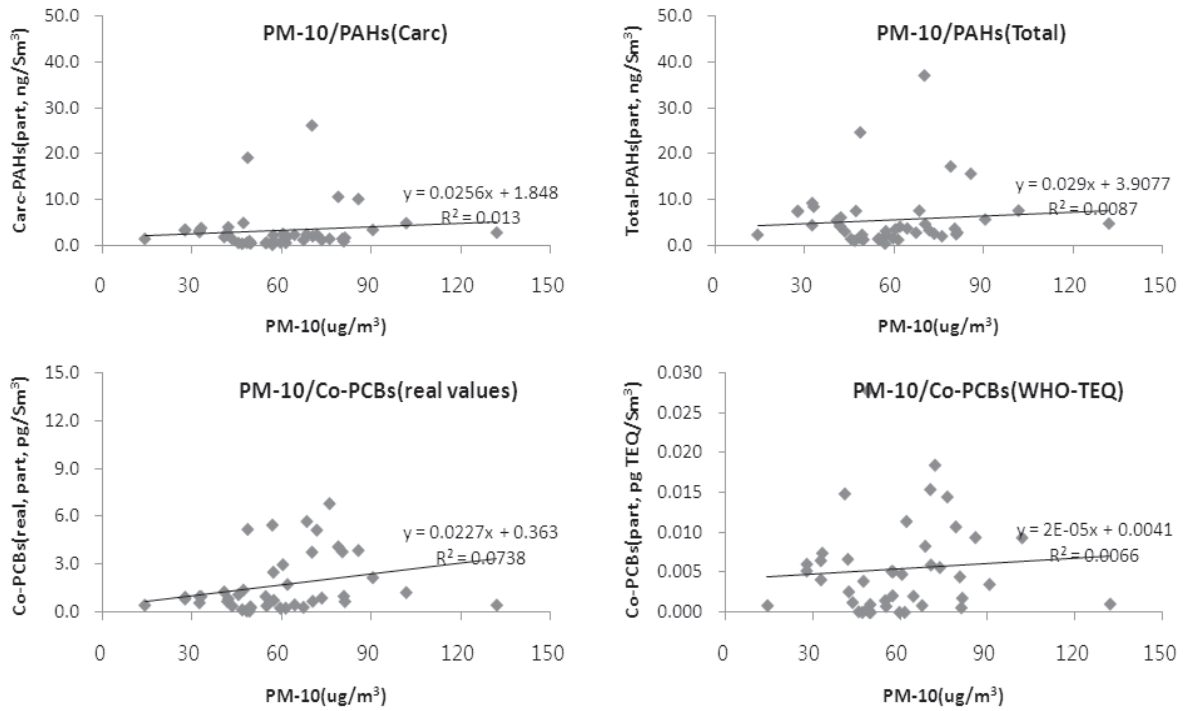 PM-10/PAHs(Carc)
Carc-PAHs(part, ng/Sm³)
50.0
40.0
30.0
20.0
10.0
0.0
y = 0.0256x + 1.848
R² = 0.013
0 30 60 90 120 150
PM-10(ug/m³)
PM-10/PAHs(Total)
Total-PAHs(part, ng/Sm³)
50.0
40.0
30.0
20.0
10.0
0.0
y = 0.029x + 3.9077
R² = 0.0087
0 30 60 90 120 150
PM-10(ug/m³)
PM-10/Co-PCBs(real values)
Co-PCBs(real, part, pg/Sm³)
15.0
12.0
9.0
6.0
3.0
0.0
y = 0.0227x + 0.363
R² = 0.0738
0 30 60 90 120 150
PM-10(ug/m³)
PM-10/Co-PCBs(WHO-TEQ)
Co-PCBs(part, pg TEQ/Sm³)
0.030
0.025
0.020
0.015
0.010
0.005
0.000
y = 2E-05x + 0.0041
R² = 0.0066
0 30 60 90 120 150
PM-10(ug/m³)